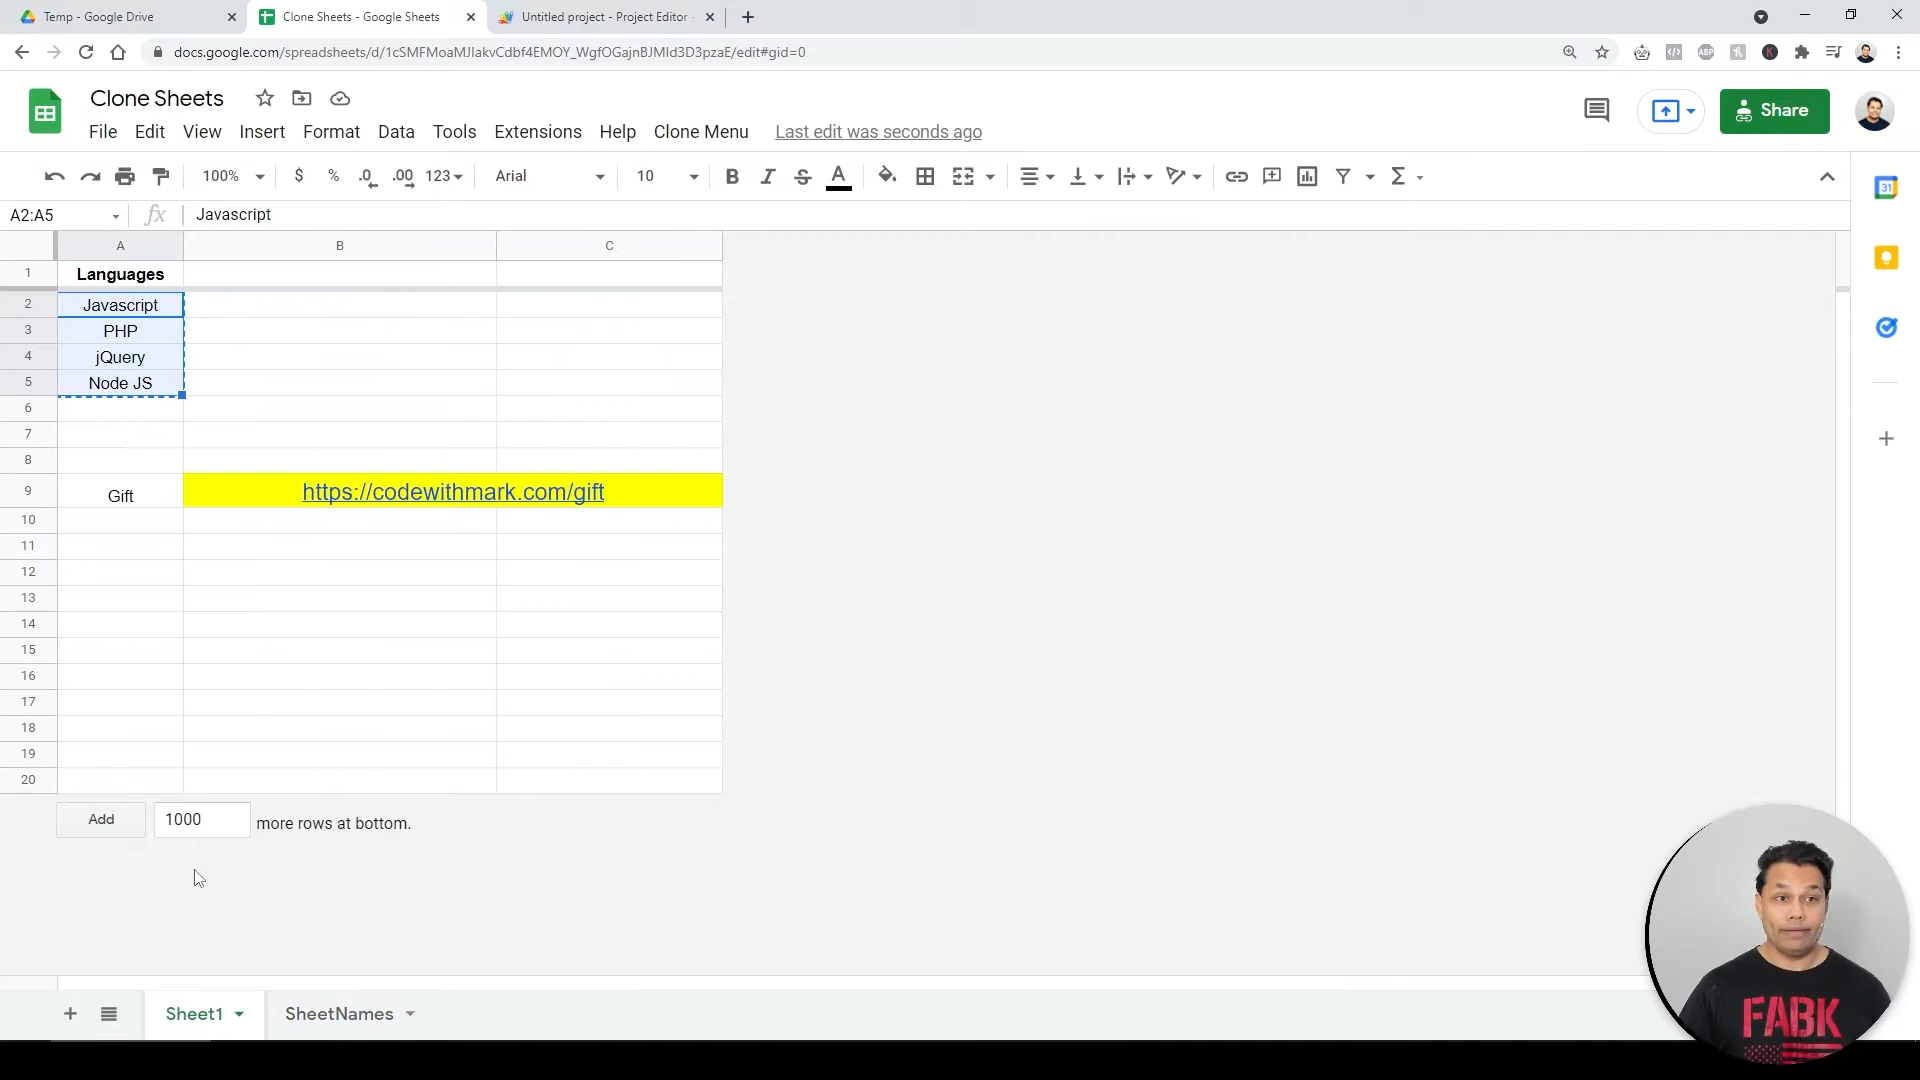 Temp - Google Drive
Clone Sheets - Google Sheets
Untitled project - Project Editor
docs.google.com/spreadsheets/d/1cSMFMoaMJIakvCdbf4EMOY_WgfOGajnBJMId3D3pzaE/edit#gid=0
Clone Sheets
File Edit View Insert Format Data Tools Extensions Help Clone Menu Last edit was seconds ago
Share
100% $ % .0 .00 123 Arial 10 B I S A
A2:A5 fx Javascript
A B C
1 Languages
2 Javascript
3 PHP
4 jQuery
5 Node JS
6
7
8
9 Gift https://codewithmark.com/gift
10
11
12
13
14
15
16
17
18
19
20
Add 1000 more rows at bottom.
Sheet1 SheetNames
FABK
31
ABP
K